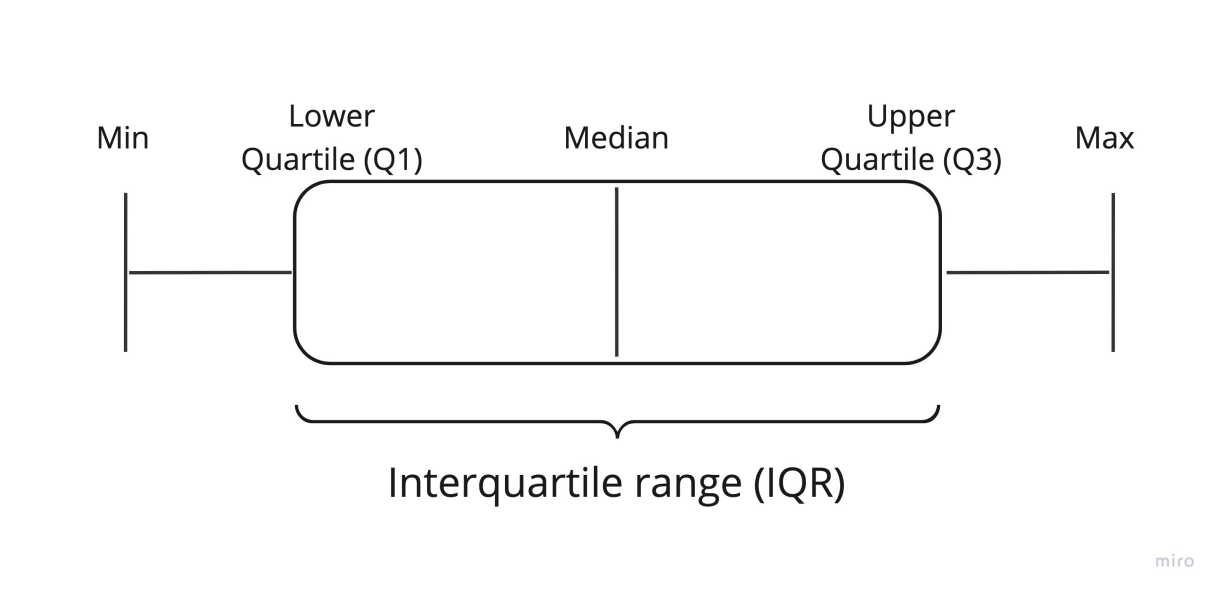 Min
Lower
Quartile (Q1)
Median
Upper
Quartile (Q3)
Max
Interquartile range (IQR)
miro